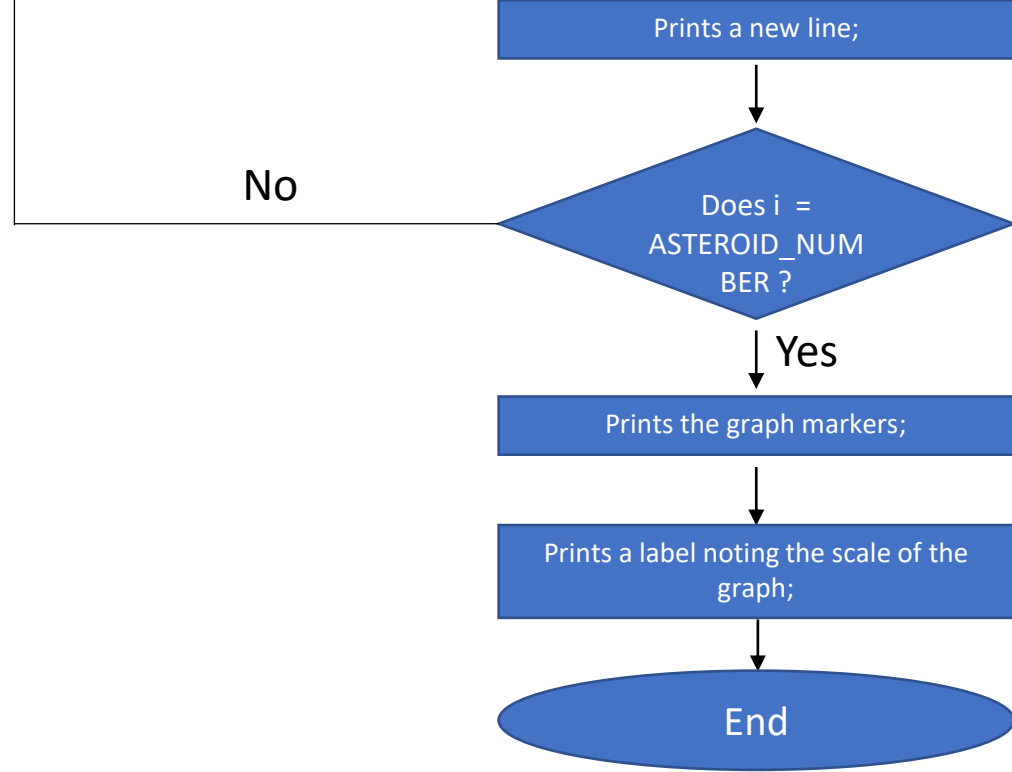 Prints a new line;
No
Does i =
ASTEROID_NUM
BER ?
Yes
Prints the graph markers;
Prints a label noting the scale of the
graph;
End